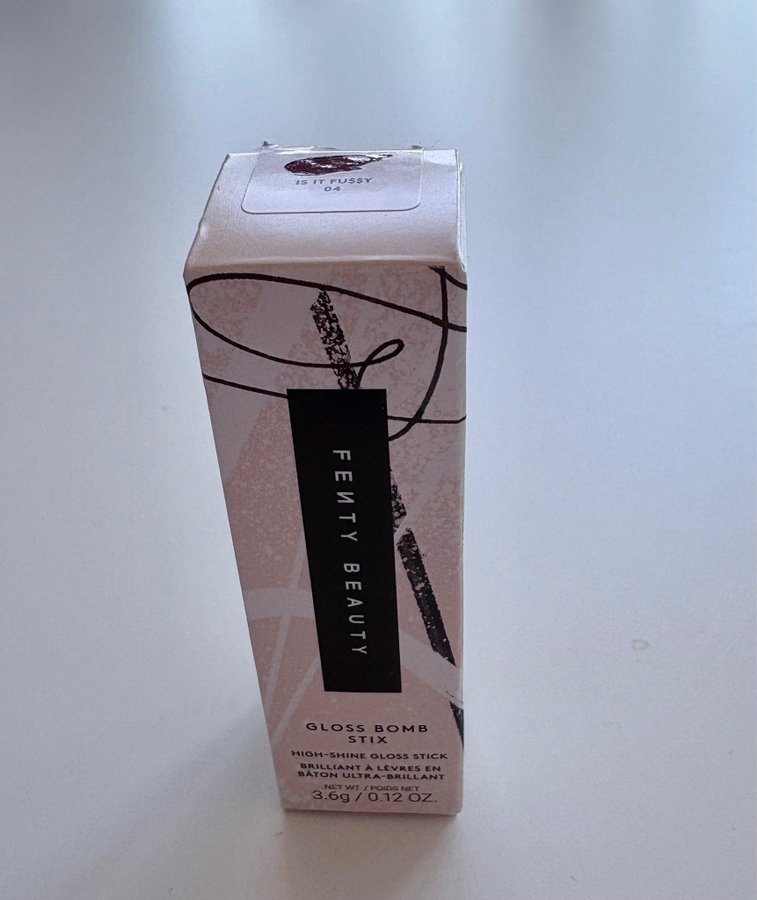 IS IT FUSSY
04
FEИTY BEAUTY
GLOSS BOMB
STIX
HIGH-SHINE GLOSS STICK
BRILLIANT À LÈVRES EN
BÂTON ULTRA-BRILLANT
NET WT / POIDS NET
3.6g / 0.12 OZ.